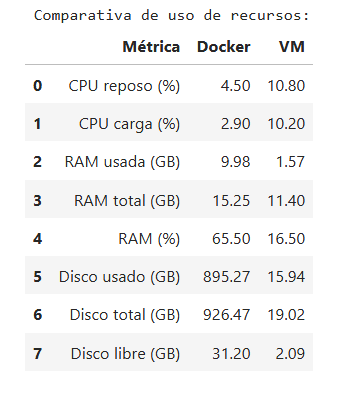 Comparativa de uso de recursos:
Métrica Docker VM
0 CPU reposo (%) 4.50 10.80
1 CPU carga (%) 2.90 10.20
2 RAM usada (GB) 9.98 1.57
3 RAM total (GB) 15.25 11.40
4 RAM (%) 65.50 16.50
5 Disco usado (GB) 895.27 15.94
6 Disco total (GB) 926.47 19.02
7 Disco libre (GB) 31.20 2.09